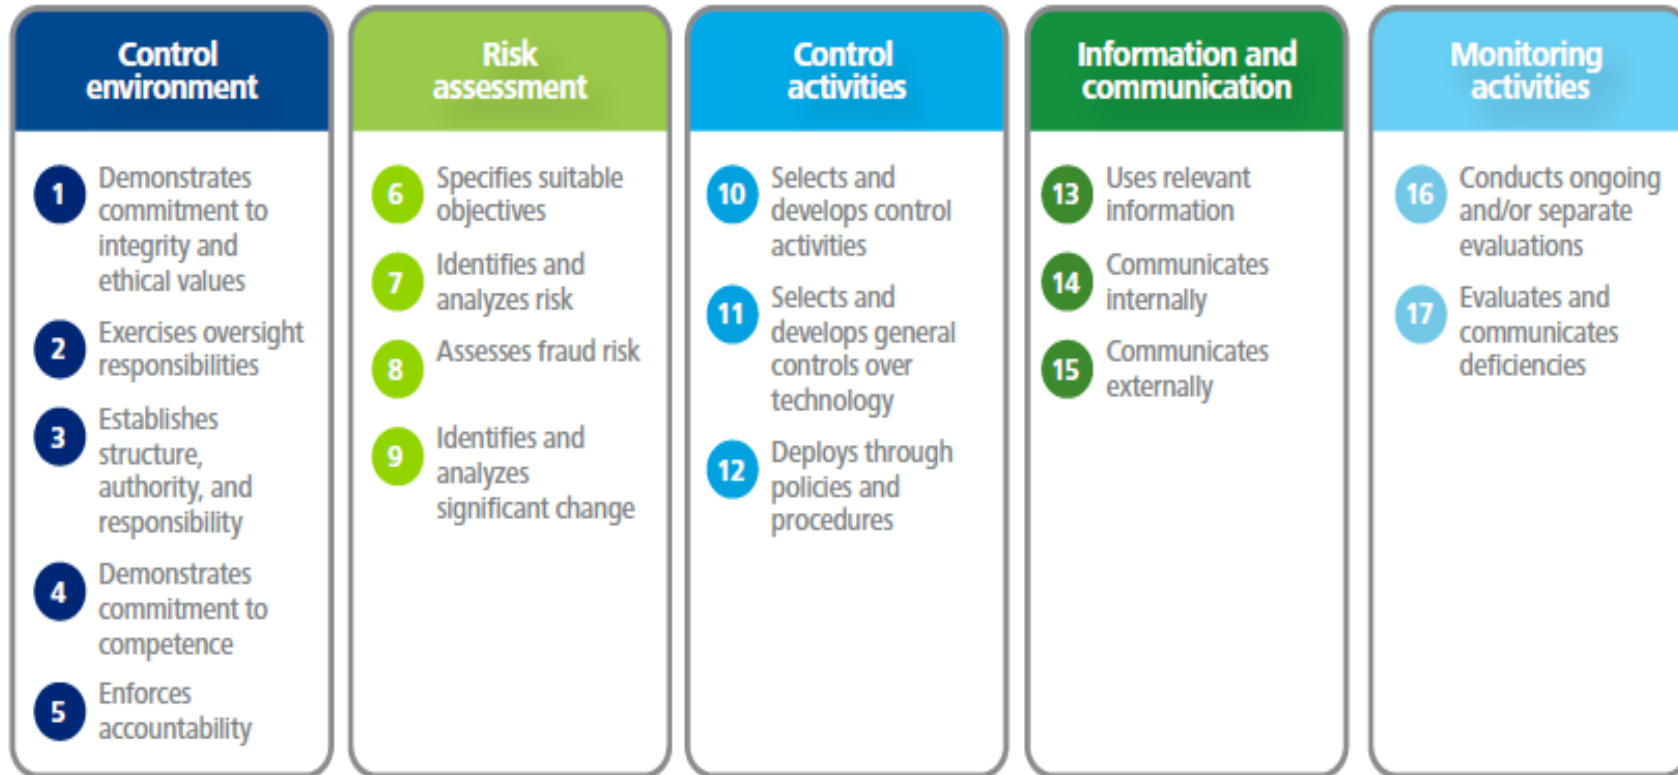 Control
environment
1
Demonstrates
commitment to
integrity and
ethical values
2
Exercises oversight
responsibilities
3
Establishes
structure,
authority, and
responsibility
4
Demonstrates
commitment to
competence
5
Enforces
accountability
Risk
assessment
6
Specifies suitable
objectives
7
Identifies and
analyzes risk
8
Assesses fraud risk
9
Identifies and
analyzes
significant change
Control
activities
10
Selects and
develops control
activities
11
Selects and
develops general
controls over
technology
12
Deploys through
policies and
procedures
Information and
communication
13
Uses relevant
information
14
Communicates
internally
15
Communicates
externally
Monitoring
activities
16
Conducts ongoing
and/or separate
evaluations
17
Evaluates and
communicates
deficiencies